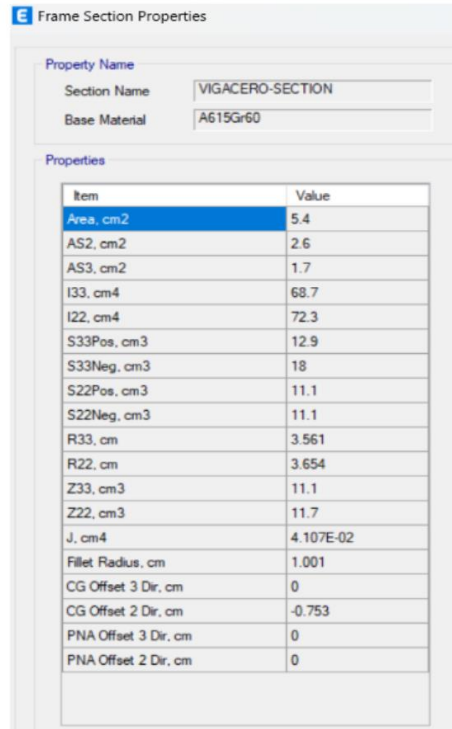 E Frame Section Properties
Property Name
Section Name VIGACERO-SECTION
Base Material A615Gr60
Properties
Item Value
Area, cm2 5.4
AS2, cm2 2.6
AS3, cm2 1.7
I33, cm4 68.7
I22, cm4 72.3
S33Pos, cm3 12.9
S33Neg, cm3 18
S22Pos, cm3 11.1
S22Neg, cm3 11.1
R33, cm 3.561
R22, cm 3.654
Z33, cm3 11.1
Z22, cm3 11.7
J, cm4 4.107E-02
Fillet Radius, cm 1.001
CG Offset 3 Dir, cm 0
CG Offset 2 Dir, cm -0.753
PNA Offset 3 Dir, cm 0
PNA Offset 2 Dir, cm 0